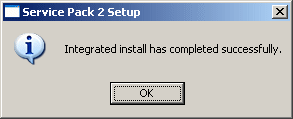 Service Pack 2 Setup
Integrated install has completed successfully.
OK